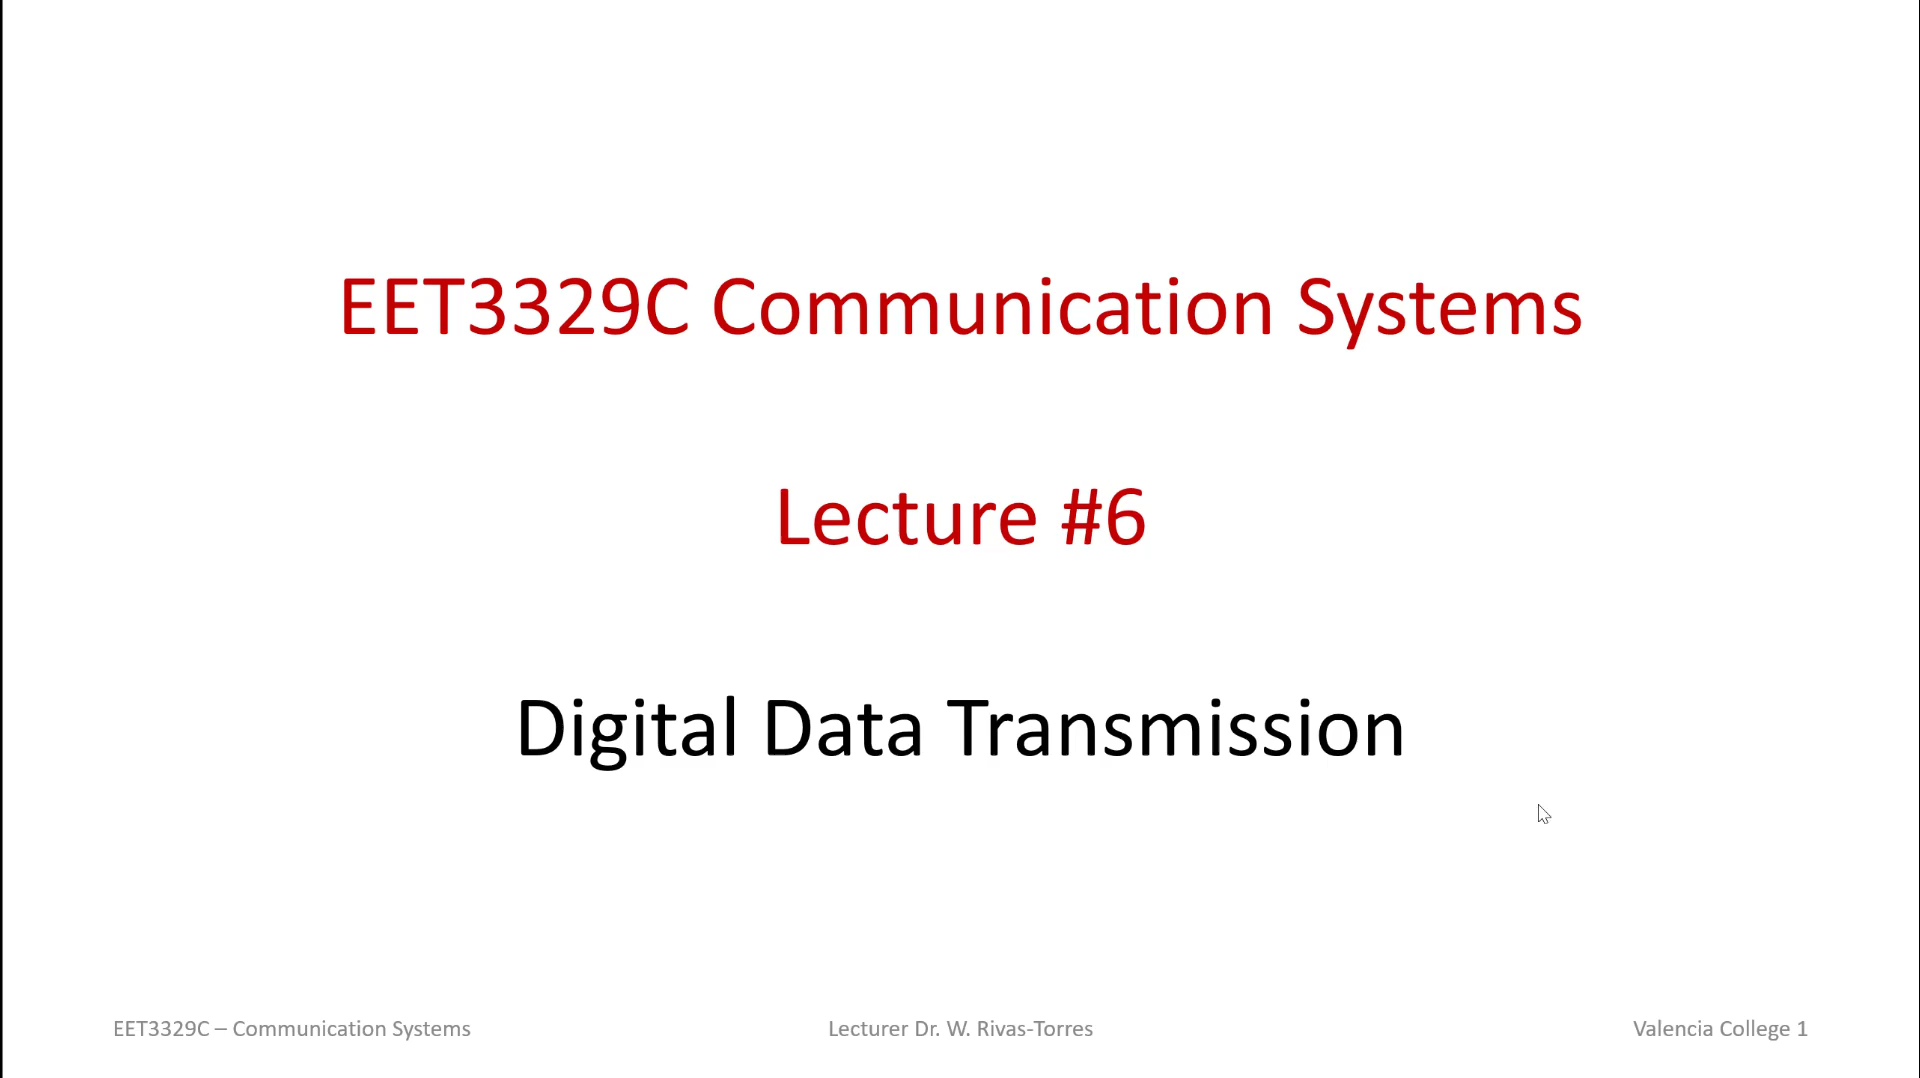 EET3329C Communication Systems
Lecture #6
Digital Data Transmission
EET3329C – Communication Systems
Lecturer Dr. W. Rivas-Torres
Valencia College 1